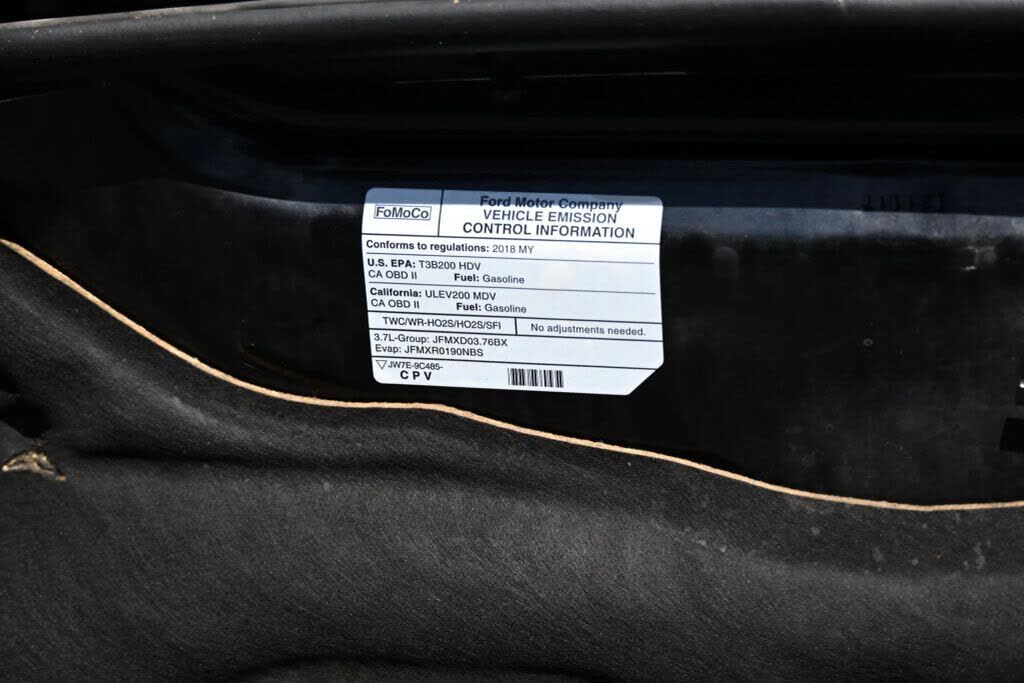 FoMoCo
Ford Motor Company
VEHICLE EMISSION
CONTROL INFORMATION
Conforms to regulations: 2018 MY
U.S. EPA: T3B200 HDV
CA OBD II Fuel: Gasoline
California: ULEV200 MDV
CA OBD II Fuel: Gasoline
TWC/WR-HO2S/HO2S/SFI
No adjustments needed.
3.7L-Group: JFMXD03.76BX
Evap: JFMXR0190NBS
JW7E-9C485-
CPV